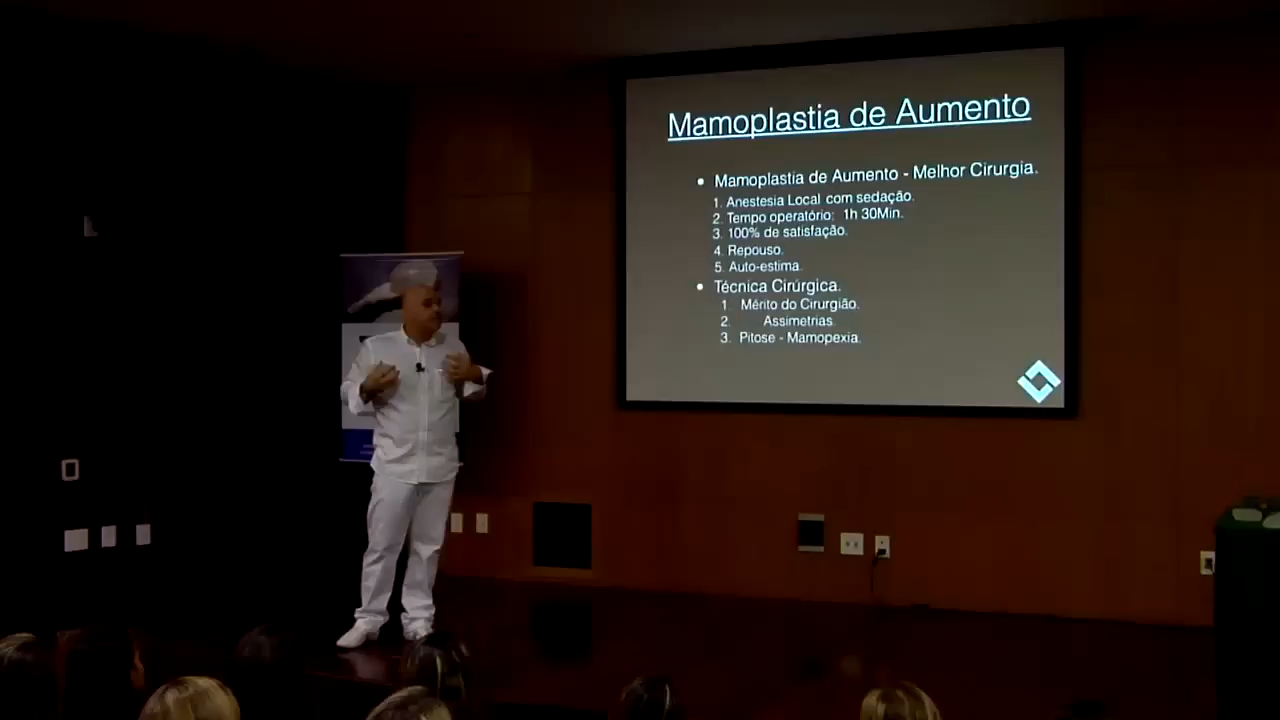 Mamoplastia de Aumento
• Mamoplastia de Aumento - Melhor Cirurgia.
1. Anestesia Local com sedação.
2. Tempo operatório: 1h 30Min.
3. 100% de satisfação.
4. Repouso.
5. Auto-estima.
• Técnica Cirúrgica.
1. Mérito do Cirurgião.
2. Assimetrias.
3. Pitose - Mamopexia.